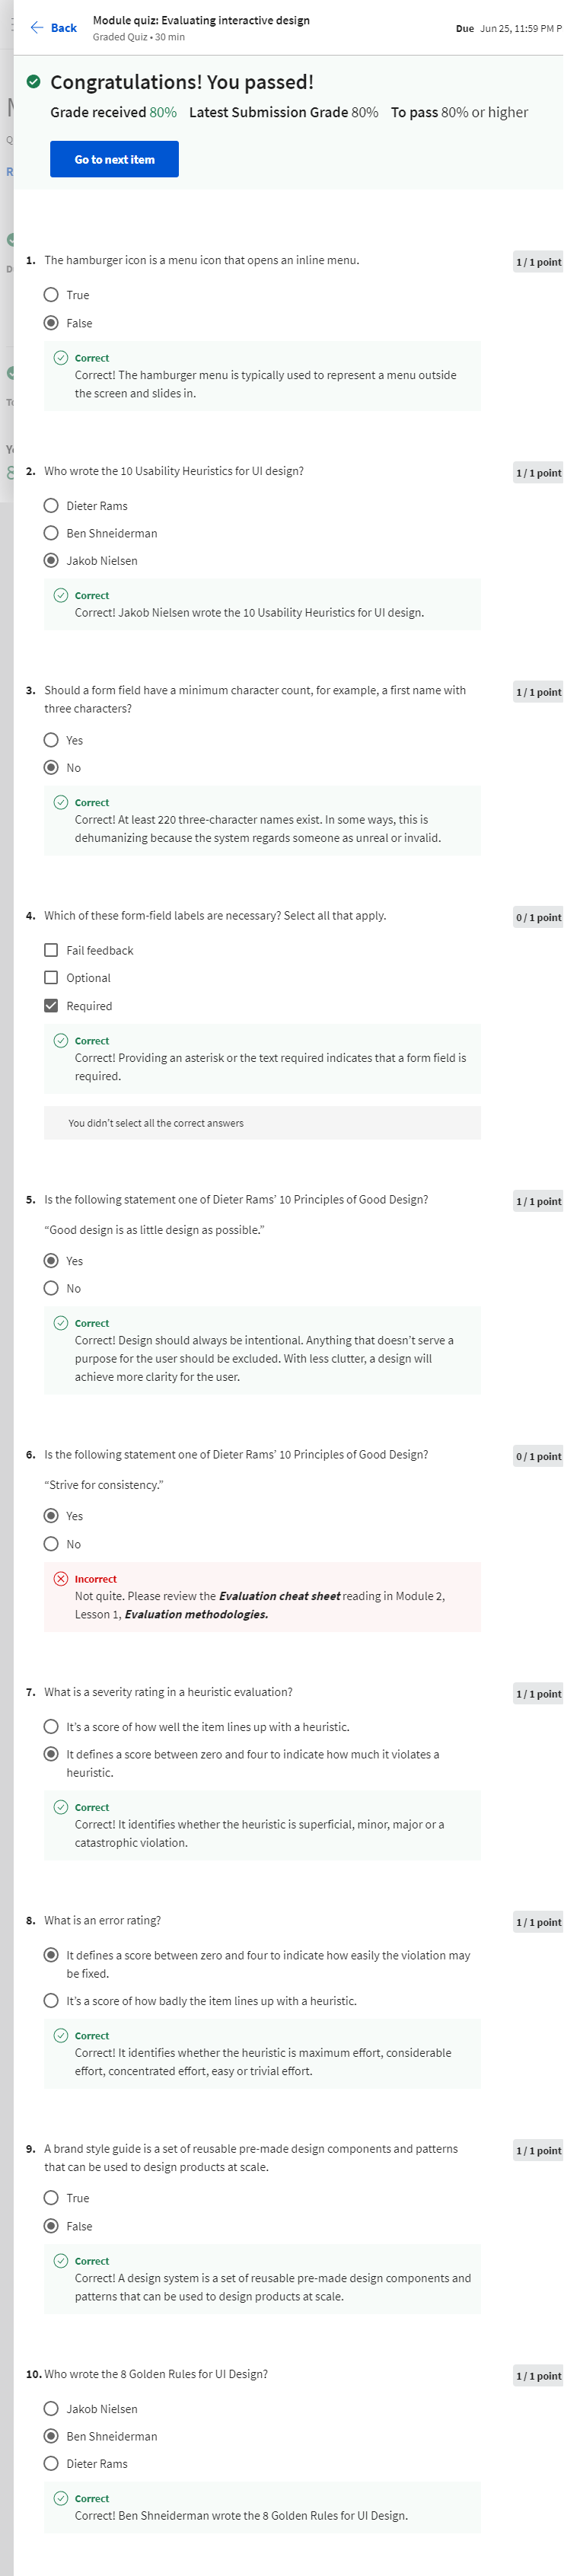 Back
Module quiz: Evaluating interactive design
Graded Quiz • 30 min
Due Jun 25, 11:59 PM P
Congratulations! You passed!
Grade received 80% Latest Submission Grade 80% To pass 80% or higher
Go to next item
1. The hamburger icon is a menu icon that opens an inline menu.
1 / 1 point
True
False
Correct
Correct! The hamburger menu is typically used to represent a menu outside
the screen and slides in.
2. Who wrote the 10 Usability Heuristics for UI design?
1 / 1 point
Dieter Rams
Ben Shneiderman
Jakob Nielsen
Correct
Correct! Jakob Nielsen wrote the 10 Usability Heuristics for UI design.
3. Should a form field have a minimum character count, for example, a first name with
three characters?
1 / 1 point
Yes
No
Correct
Correct! At least 220 three-character names exist. In some ways, this is
dehumanizing because the system regards someone as unreal or invalid.
4. Which of these form-field labels are necessary? Select all that apply.
0 / 1 point
Fail feedback
Optional
Required
Correct
Correct! Providing an asterisk or the text required indicates that a form field is
required.
You didn't select all the correct answers
5. Is the following statement one of Dieter Rams’ 10 Principles of Good Design?
1 / 1 point
“Good design is as little design as possible.”
Yes
No
Correct
Correct! Design should always be intentional. Anything that doesn’t serve a
purpose for the user should be excluded. With less clutter, a design will
achieve more clarity for the user.
6. Is the following statement one of Dieter Rams’ 10 Principles of Good Design?
0 / 1 point
“Strive for consistency.”
Yes
No
Incorrect
Not quite. Please review the Evaluation cheat sheet reading in Module 2,
Lesson 1, Evaluation methodologies.
7. What is a severity rating in a heuristic evaluation?
1 / 1 point
It’s a score of how well the item lines up with a heuristic.
It defines a score between zero and four to indicate how much it violates a
heuristic.
Correct
Correct! It identifies whether the heuristic is superficial, minor, major or a
catastrophic violation.
8. What is an error rating?
1 / 1 point
It defines a score between zero and four to indicate how easily the violation may
be fixed.
It’s a score of how badly the item lines up with a heuristic.
Correct
Correct! It identifies whether the heuristic is maximum effort, considerable
effort, concentrated effort, easy or trivial effort.
9. A brand style guide is a set of reusable pre-made design components and patterns
that can be used to design products at scale.
1 / 1 point
True
False
Correct
Correct! A design system is a set of reusable pre-made design components and
patterns that can be used to design products at scale.
10. Who wrote the 8 Golden Rules for UI Design?
1 / 1 point
Jakob Nielsen
Ben Shneiderman
Dieter Rams
Correct
Correct! Ben Shneiderman wrote the 8 Golden Rules for UI Design.